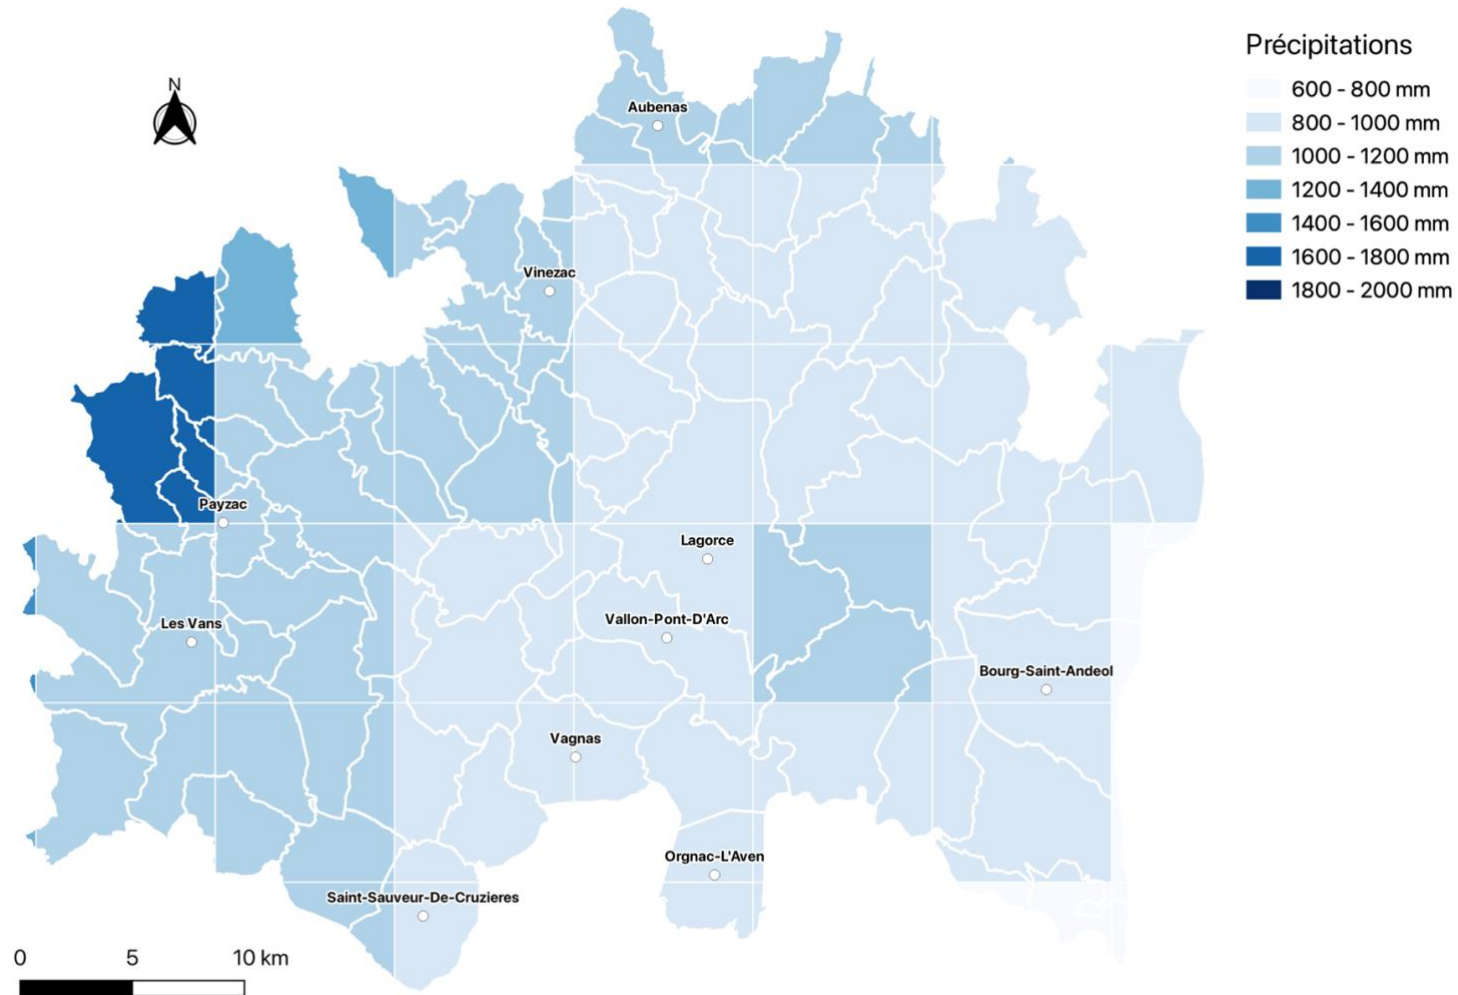 Précipitations
600 - 800 mm
800 - 1000 mm
1000 - 1200 mm
1200 - 1400 mm
1400 - 1600 mm
1600 - 1800 mm
1800 - 2000 mm
N
Aubenas
Vinezac
Payzac
Lagorce
Les Vans
Vallon-Pont-D'Arc
Bourg-Saint-Andeol
Vagnas
Orgnac-L'Aven
Saint-Sauveur-De-Cruzieres
0 5 10 km